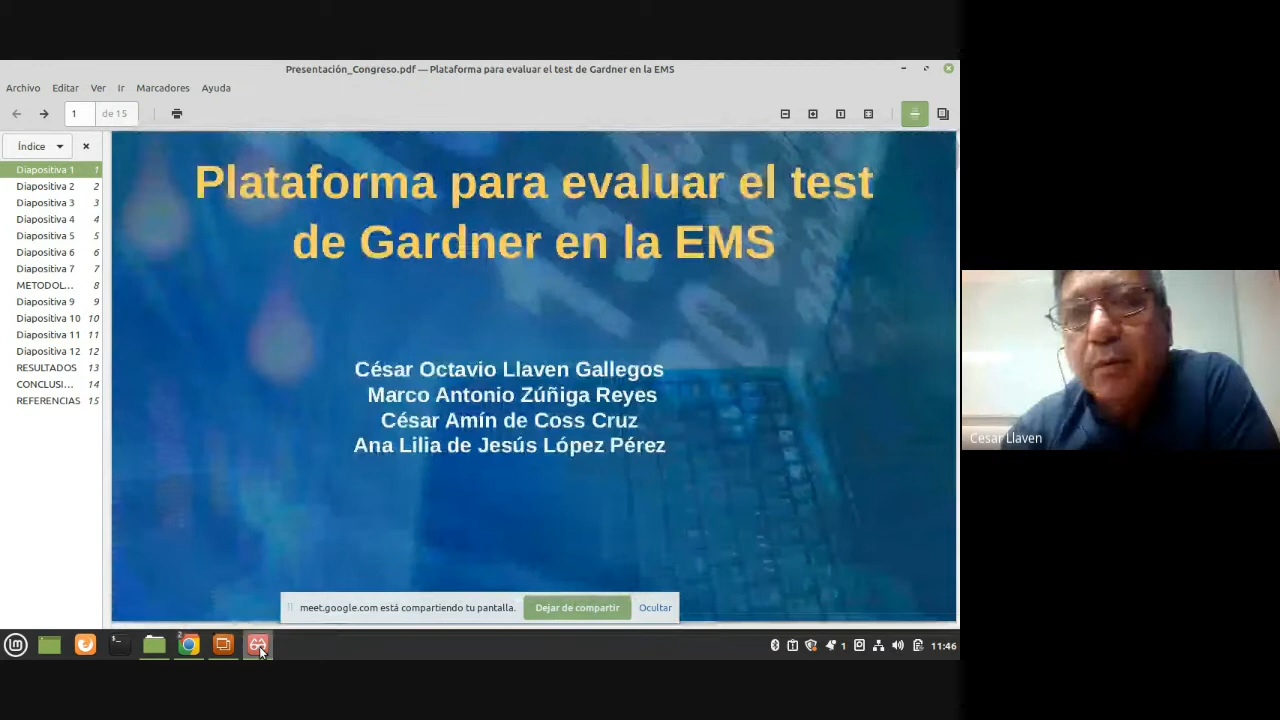 Presentación_Congreso.pdf — Plataforma para evaluar el test de Gardner en la EMS
Archivo Editar Ver Ir Marcadores Ayuda
1 de 15
Índice
Diapositiva 1 1
Diapositiva 2 2
Diapositiva 3 3
Diapositiva 4 4
Diapositiva 5 5
Diapositiva 6 6
Diapositiva 7 7
METODOL... 8
Diapositiva 9 9
Diapositiva 10 10
Diapositiva 11 11
Diapositiva 12 12
RESULTADOS 13
CONCLUSI... 14
REFERENCIAS 15
Plataforma para evaluar el test
de Gardner en la EMS
César Octavio Llaven Gallegos
Marco Antonio Zúñiga Reyes
César Amín de Coss Cruz
Ana Lilia de Jesús López Pérez
Cesar Llaven
meet.google.com está compartiendo tu pantalla. Dejar de compartir Ocultar
2
1 11:46